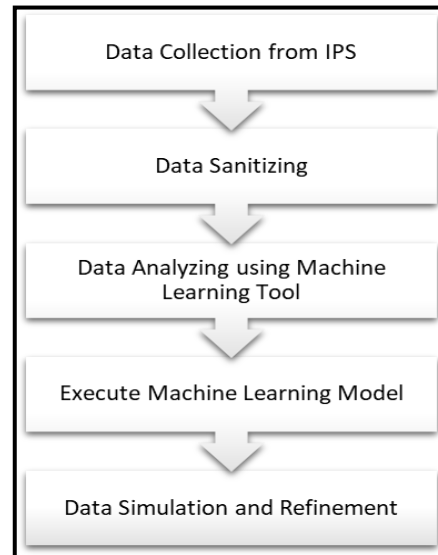 Data Collection from IPS
Data Sanitizing
Data Analyzing using Machine
Learning Tool
Execute Machine Learning Model
Data Simulation and Refinement